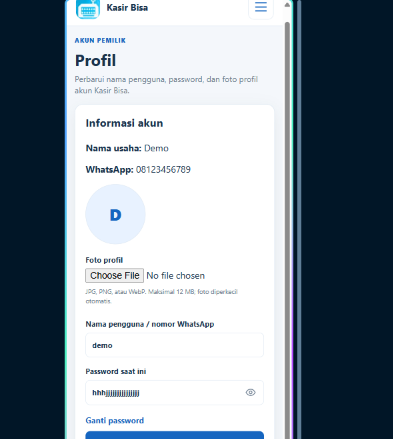 Kasir Bisa
AKUN PEMILIK
Profil
Perbarui nama pengguna, password, dan foto profil
akun Kasir Bisa.
Informasi akun
Nama usaha: Demo
WhatsApp: 08123456789
D
Foto profil
Choose File No file chosen
JPG, PNG, atau WebP. Maksimal 12 MB; foto diperkecil
otomatis.
Nama pengguna / nomor WhatsApp
demo
Password saat ini
Ganti password